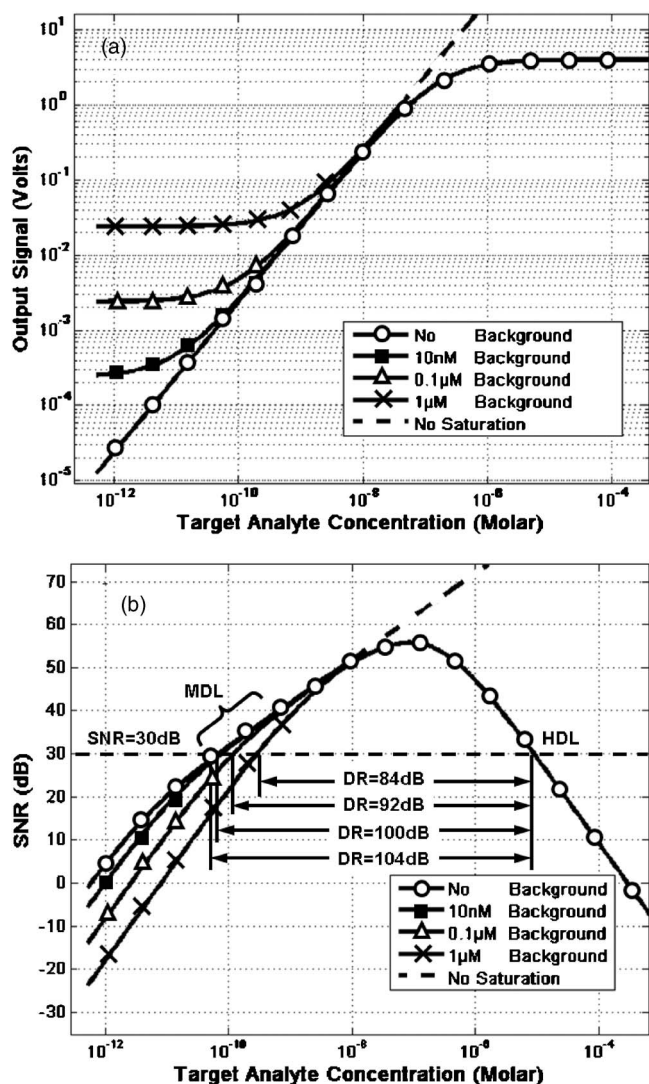 (a)
Output Signal (Volts)
10^1
10^0
10^-1
10^-2
10^-3
10^-4
10^-5
No Background
10nM Background
0.1µM Background
1µM Background
No Saturation
10^-12
10^-10
10^-8
10^-6
10^-4
Target Analyte Concentration (Molar)
(b)
SNR (dB)
70
60
50
40
30
20
10
0
-10
-20
-30
MDL
SNR=30dB
HDL
DR=84dB
DR=92dB
DR=100dB
DR=104dB
No Background
10nM Background
0.1µM Background
1µM Background
No Saturation
10^-12
10^-10
10^-8
10^-6
10^-4
Target Analyte Concentration (Molar)